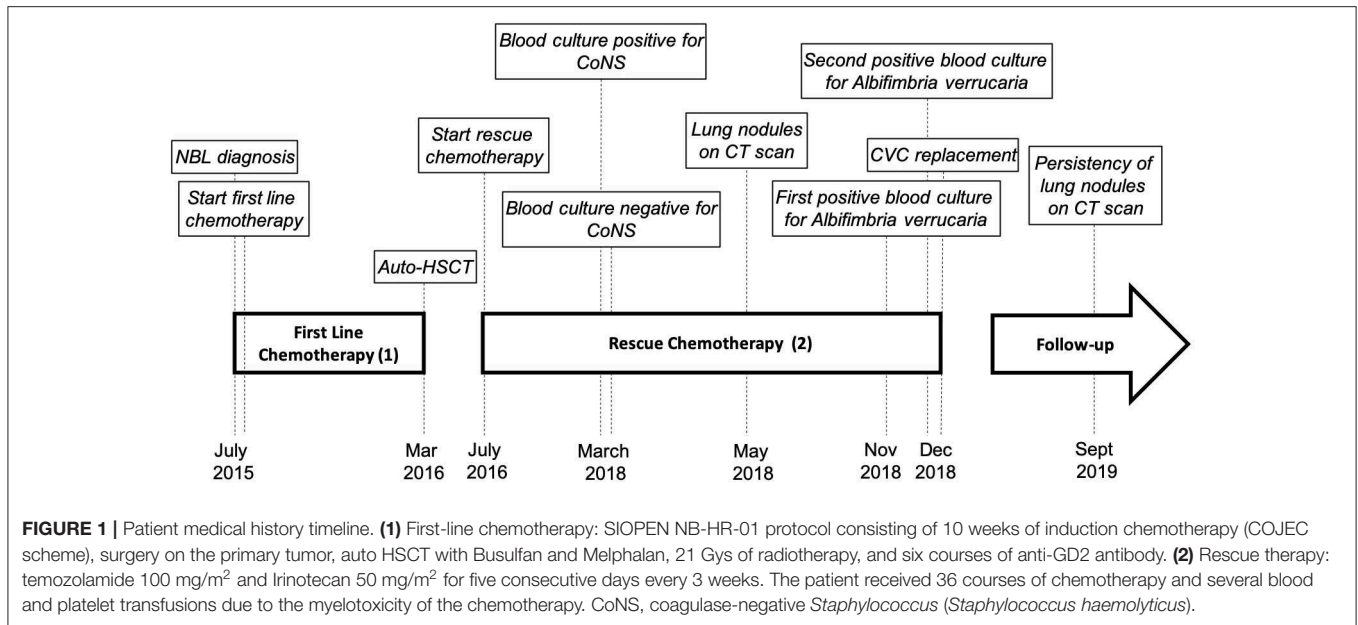 Blood culture positive for
CoNS
Second positive blood culture
for Albifimbria verrucaria
Start rescue
chemotherapy
Lung nodules
on CT scan
NBL diagnosis
CVC replacement
Persistency of
lung nodules
on CT scan
Start first line
chemotherapy
Blood culture negative for
CoNS
First positive blood culture
for Albifimbria verrucaria
Auto-HSCT
First Line
Chemotherapy (1)
Rescue Chemotherapy (2)
Follow-up
July
2015
Mar
2016
July
2016
March
2018
May
2018
Nov
2018
Dec
2018
Sept
2019
FIGURE 1 | Patient medical history timeline. (1) First-line chemotherapy: SIOPEN NB-HR-01 protocol consisting of 10 weeks of induction chemotherapy (COJEC
scheme), surgery on the primary tumor, auto HSCT with Busulfan and Melphalan, 21 Gys of radiotherapy, and six courses of anti-GD2 antibody. (2) Rescue therapy:
temozolamide 100 mg/m² and Irinotecan 50 mg/m² for five consecutive days every 3 weeks. The patient received 36 courses of chemotherapy and several blood
and platelet transfusions due to the myelotoxicity of the chemotherapy. CoNS, coagulase-negative Staphylococcus (Staphylococcus haemolyticus).